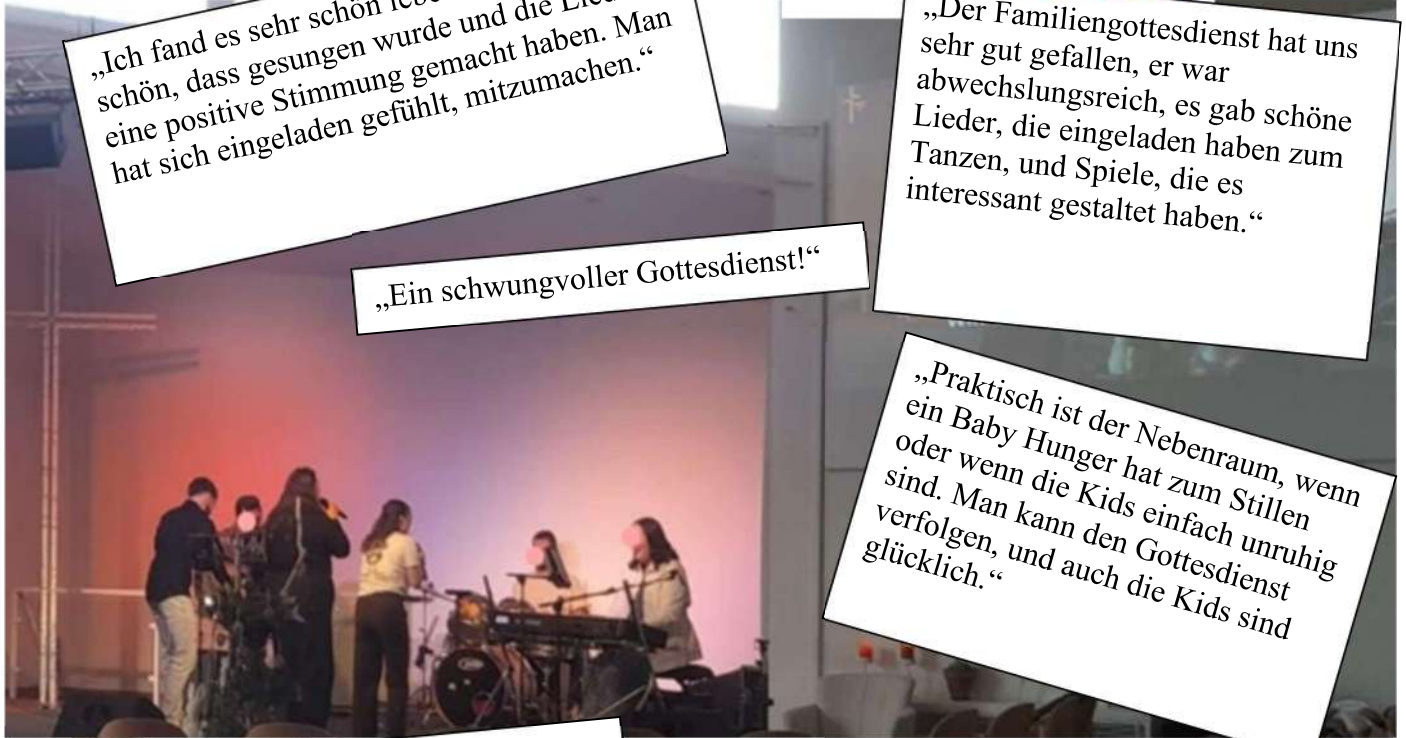 „Ich fand es sehr schön
schön, dass gesungen wurde und die
eine positive Stimmung gemacht haben. Man
hat sich eingeladen gefühlt, mitzumachen.“
„Der Familiengottesdienst hat uns
sehr gut gefallen, er war
abwechslungsreich, es gab schöne
Lieder, die eingeladen haben zum
Tanzen, und Spiele, die es
interessant gestaltet haben.“
„Ein schwungvoller Gottesdienst!“
„Praktisch ist der Nebenraum, wenn
ein Baby Hunger hat zum Stillen
oder wenn die Kids einfach unruhig
sind. Man kann den Gottesdienst
verfolgen, und auch die Kids sind
glücklich.“